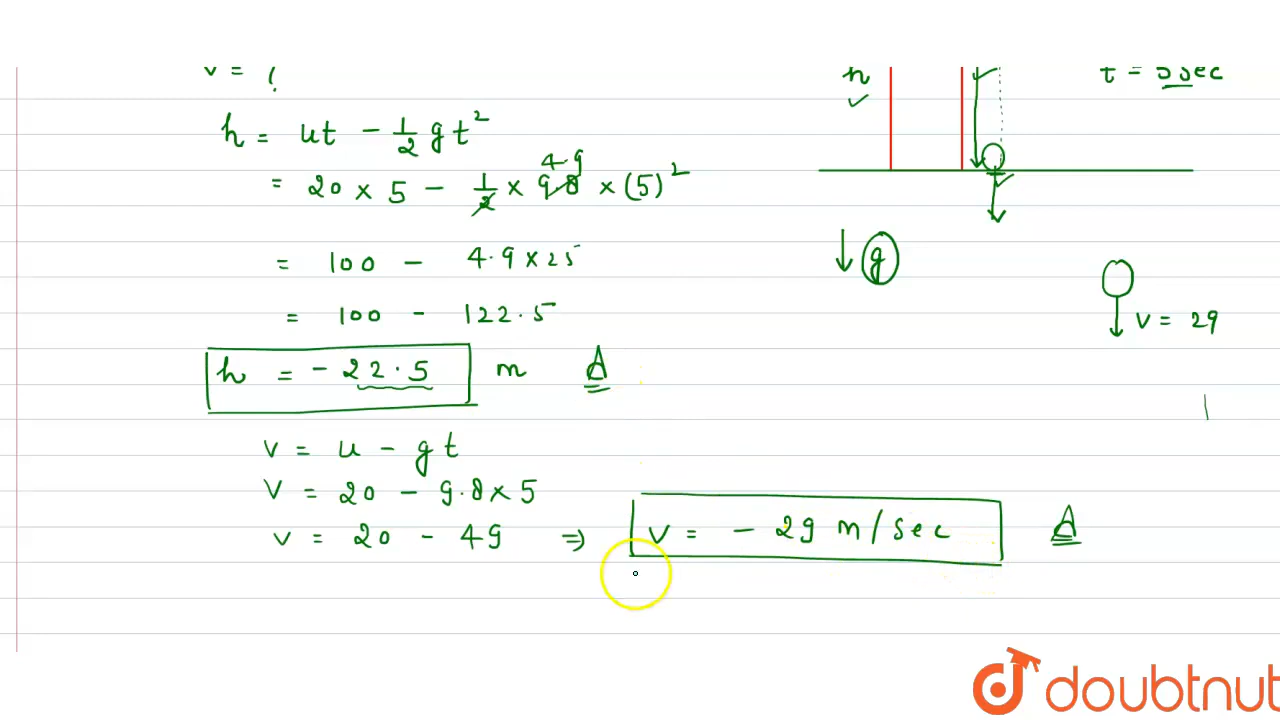 v = ?
h = ut - 1/2 g t²
= 20 × 5 - 1/2 × 9.8 × (5)²
4.9
= 100 - 4.9 × 25
= 100 - 122.5
h = - 22.5 m A
v = u - gt
v = 20 - 9.8 × 5
v = 20 - 49 ⇒ v = - 29 m/sec A
h
t = 5 sec
g
v = 29
doubtnut